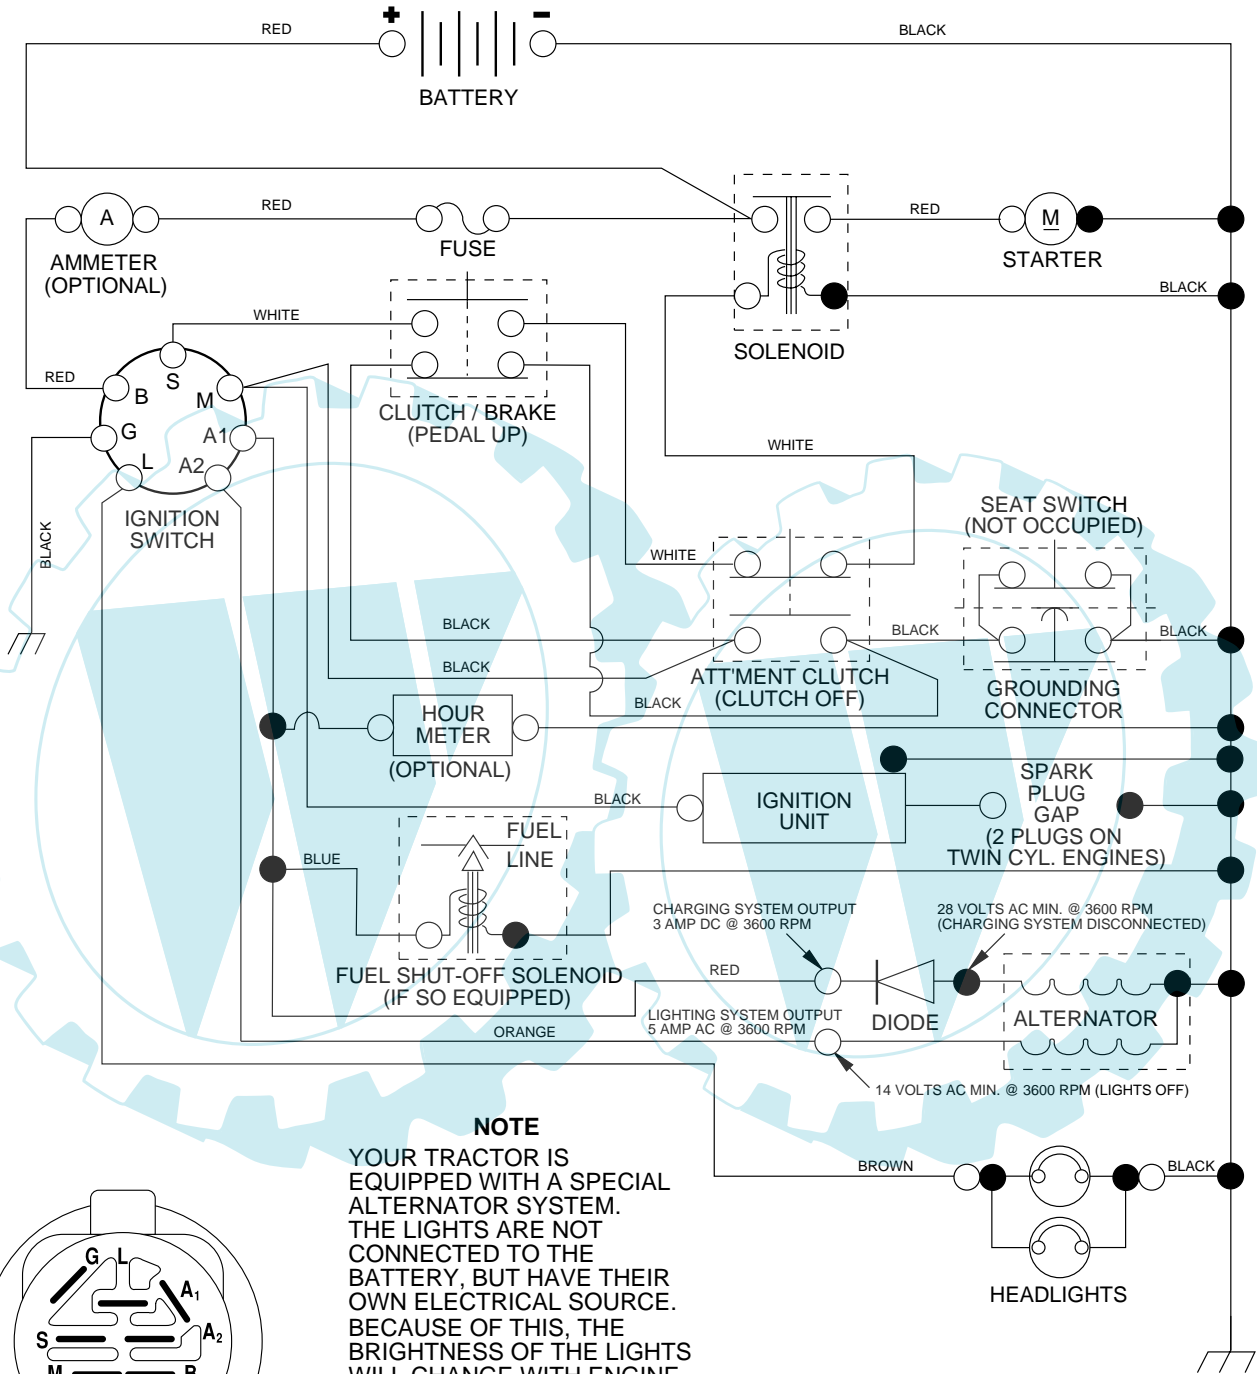 +
-
RED
BLACK
BATTERY
RED
RED
A
M
AMMETER
(OPTIONAL)
FUSE
STARTER
BLACK
WHITE
SOLENOID
RED
S
B
M
G
A1
L
A2
CLUTCH / BRAKE
(PEDAL UP)
WHITE
IGNITION
SWITCH
BLACK
SEAT SWITCH
(NOT OCCUPIED)
WHITE
BLACK
BLACK
BLACK
BLACK
ATT'MENT CLUTCH
(CLUTCH OFF)
BLACK
GROUNDING
CONNECTOR
HOUR
METER
(OPTIONAL)
BLACK
IGNITION
UNIT
SPARK
PLUG
GAP
(2 PLUGS ON
TWIN CYL. ENGINES)
FUEL
LINE
BLUE
CHARGING SYSTEM OUTPUT
3 AMP DC @ 3600 RPM
28 VOLTS AC MIN. @ 3600 RPM
(CHARGING SYSTEM DISCONNECTED)
FUEL SHUT-OFF SOLENOID
(IF SO EQUIPPED)
RED
LIGHTING SYSTEM OUTPUT
5 AMP AC @ 3600 RPM
DIODE
ALTERNATOR
ORANGE
14 VOLTS AC MIN. @ 3600 RPM (LIGHTS OFF)
NOTE
YOUR TRACTOR IS
EQUIPPED WITH A SPECIAL
ALTERNATOR SYSTEM.
THE LIGHTS ARE NOT
CONNECTED TO THE
BATTERY, BUT HAVE THEIR
OWN ELECTRICAL SOURCE.
BECAUSE OF THIS, THE
BRIGHTNESS OF THE LIGHTS
WILL CHANGE WITH ENGINE
BROWN
BLACK
HEADLIGHTS
G L
A1
S
A2
M
B